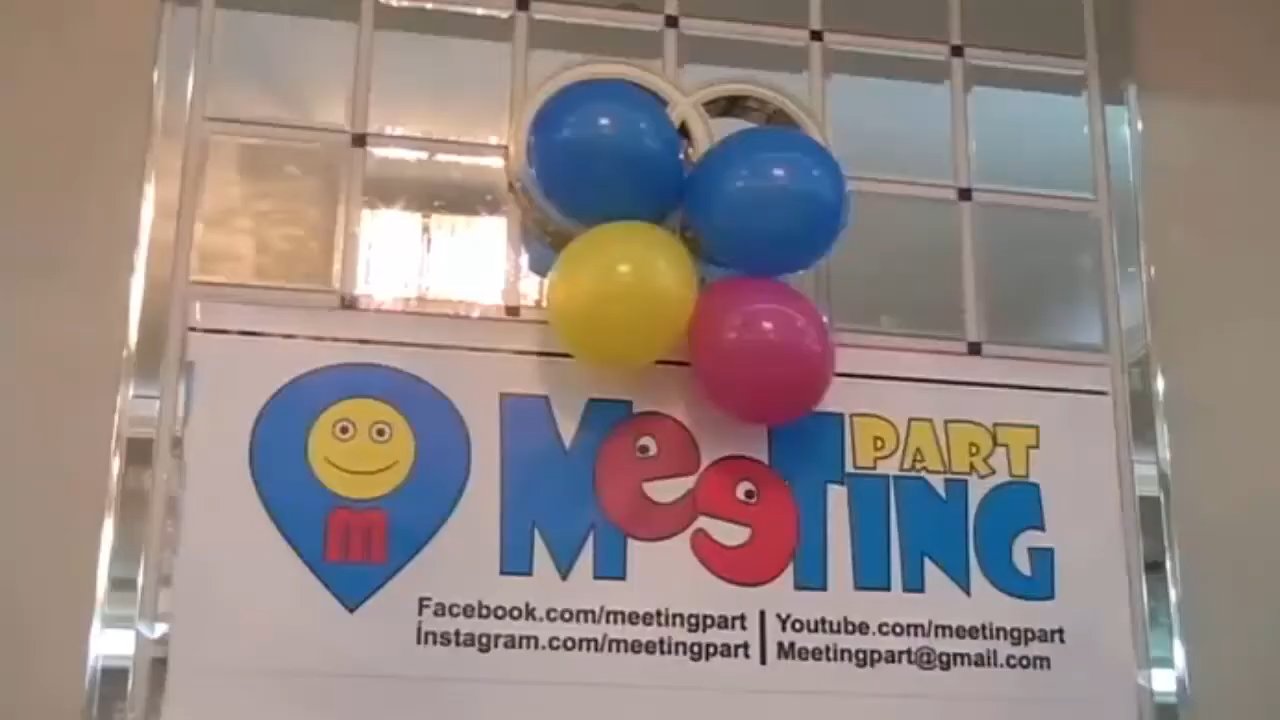 m
MeeTING
PART
Facebook.com/meetingpart | Youtube.com/meetingpart
İnstagram.com/meetingpart | Meetingpart@gmail.com